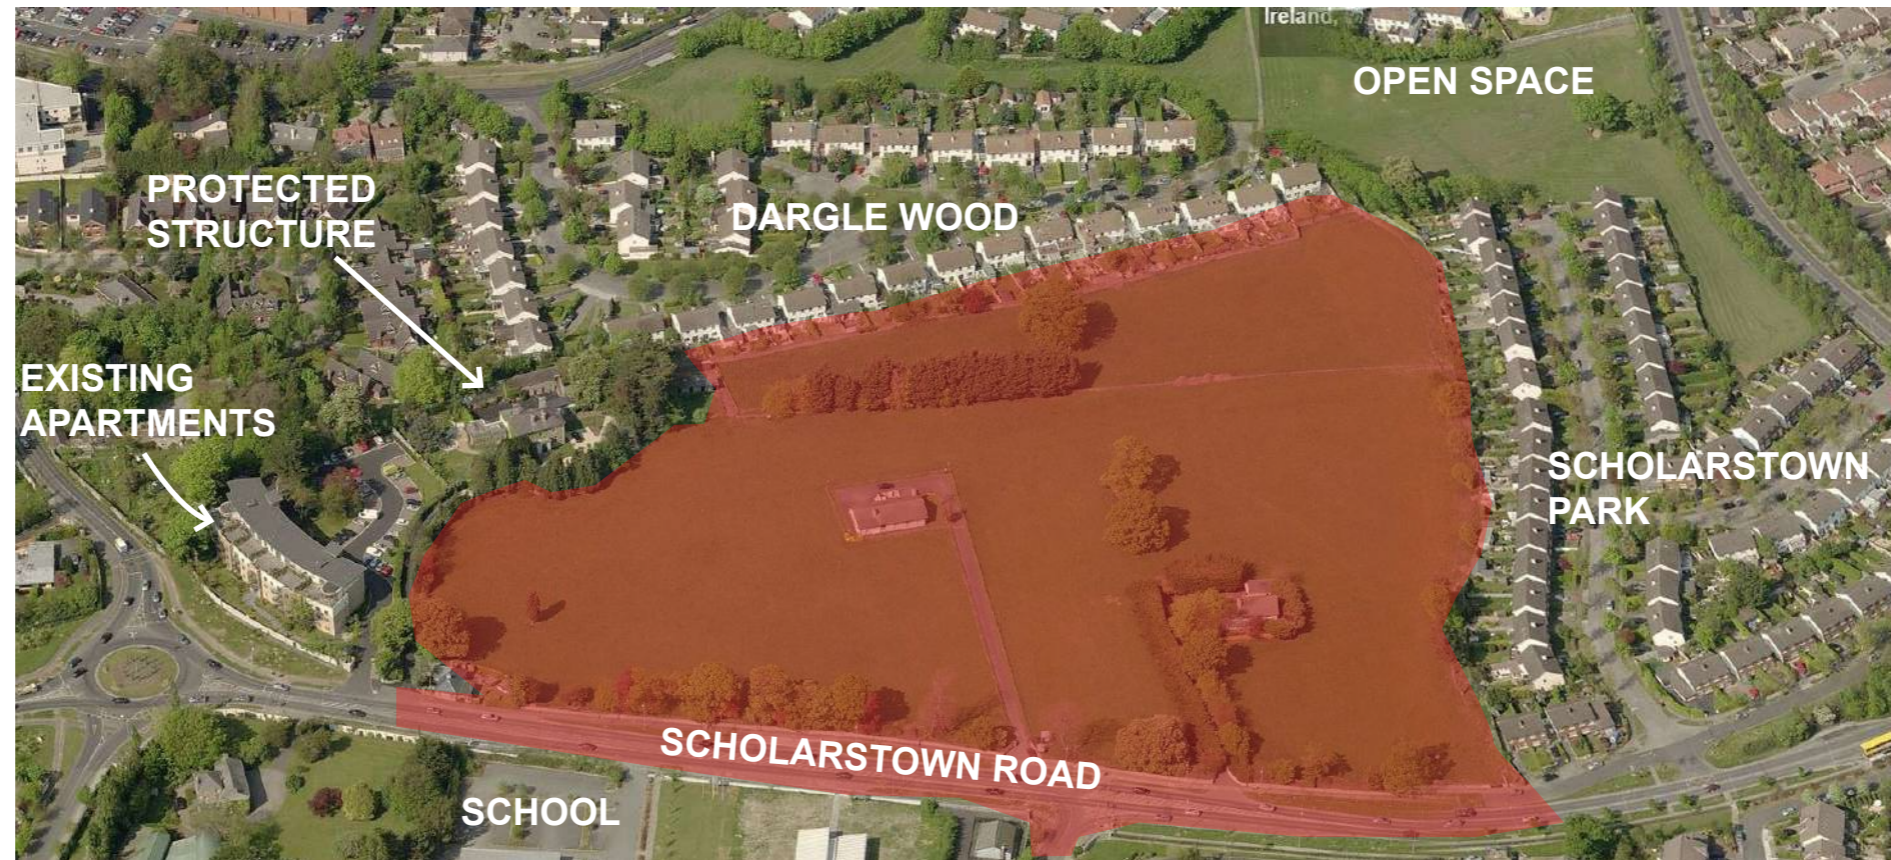 Ireland,
OPEN SPACE
PROTECTED
STRUCTURE
DARGLE WOOD
EXISTING
APARTMENTS
SCHOLARSTOWN
PARK
SCHOLARSTOWN ROAD
SCHOOL